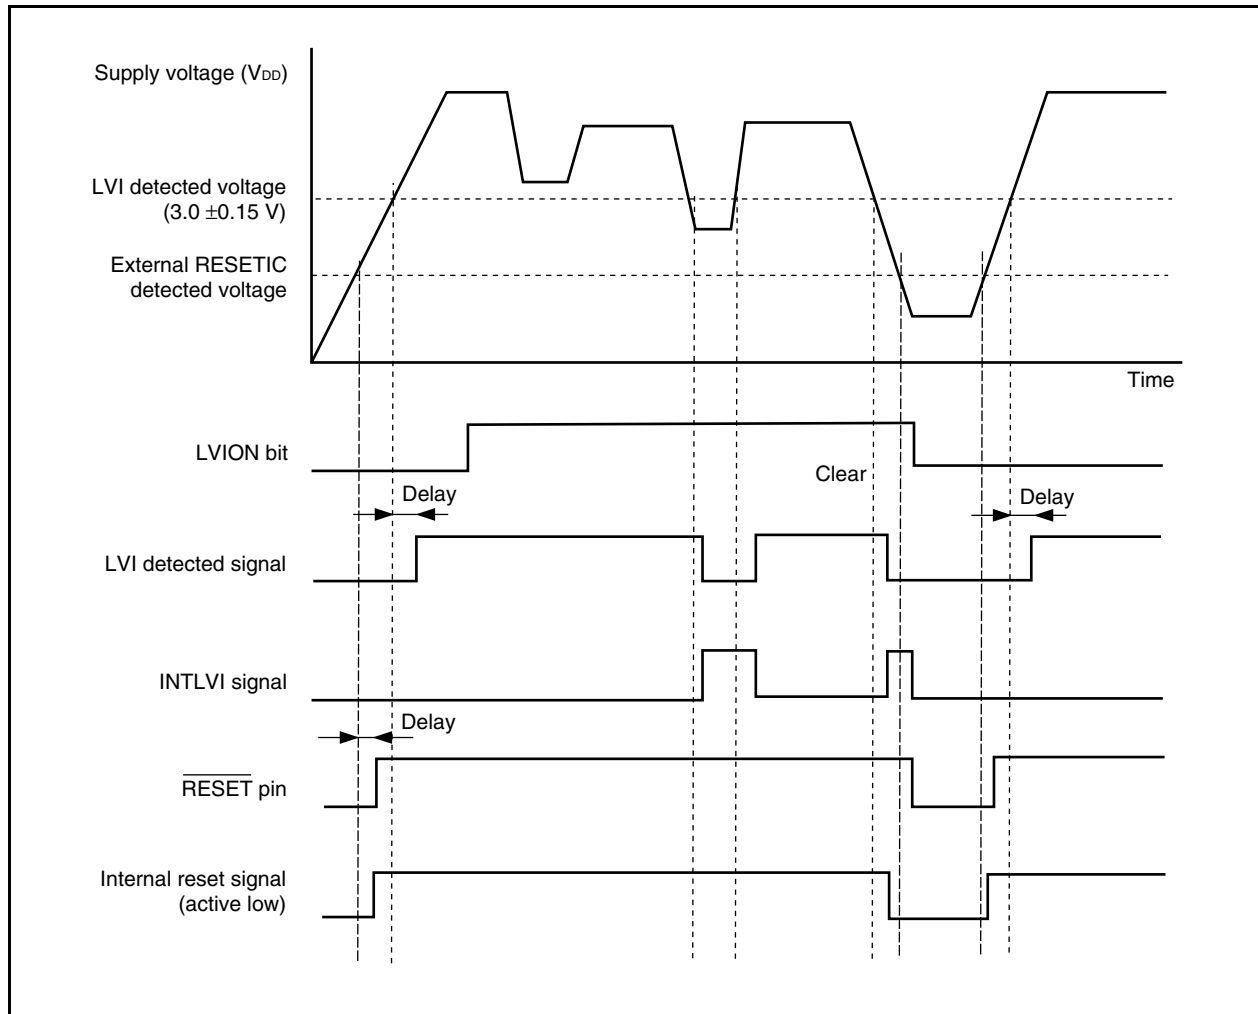 Supply voltage (VDD)
LVI detected voltage
(3.0 ±0.15 V)
External RESETIC
detected voltage
Time
LVION bit
Clear
Delay
Delay
LVI detected signal
INTLVI signal
Delay
RESET pin
Internal reset signal
(active low)